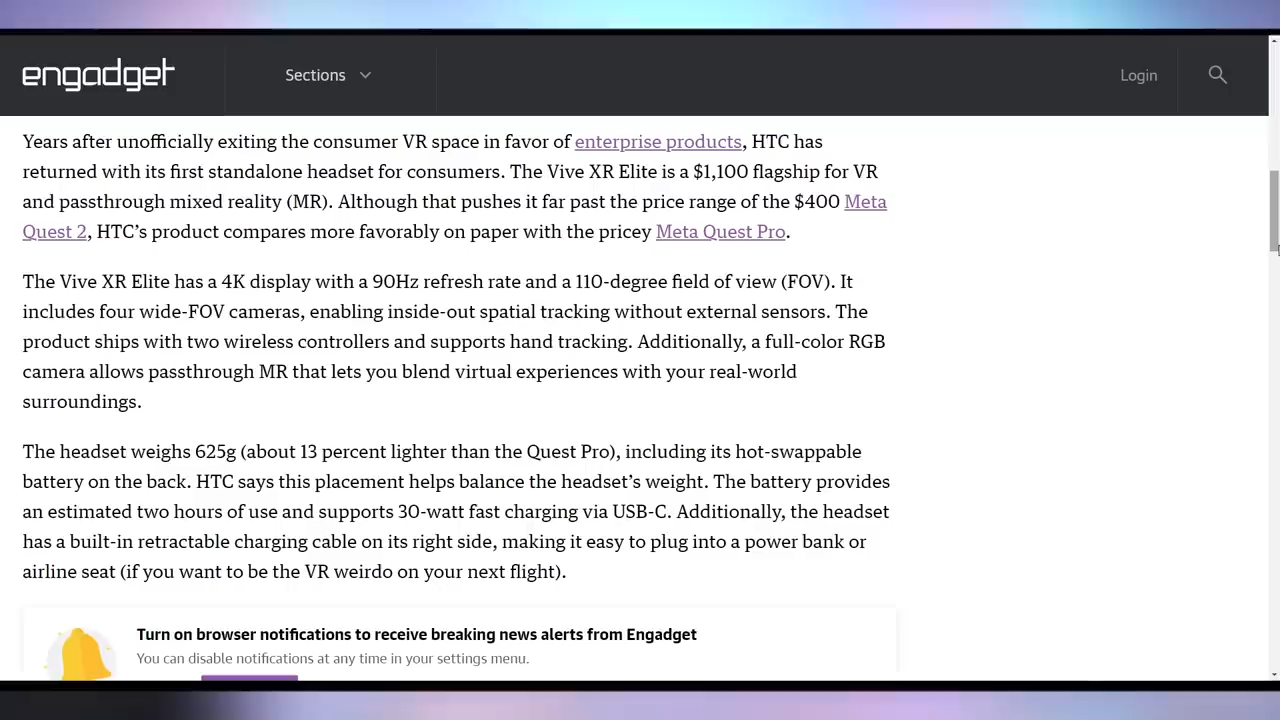 engadget
Sections
Login
Years after unofficially exiting the consumer VR space in favor of enterprise products, HTC has
returned with its first standalone headset for consumers. The Vive XR Elite is a $1,100 flagship for VR
and passthrough mixed reality (MR). Although that pushes it far past the price range of the $400 Meta
Quest 2, HTC’s product compares more favorably on paper with the pricey Meta Quest Pro.
The Vive XR Elite has a 4K display with a 90Hz refresh rate and a 110-degree field of view (FOV). It
includes four wide-FOV cameras, enabling inside-out spatial tracking without external sensors. The
product ships with two wireless controllers and supports hand tracking. Additionally, a full-color RGB
camera allows passthrough MR that lets you blend virtual experiences with your real-world
surroundings.
The headset weighs 625g (about 13 percent lighter than the Quest Pro), including its hot-swappable
battery on the back. HTC says this placement helps balance the headset’s weight. The battery provides
an estimated two hours of use and supports 30-watt fast charging via USB-C. Additionally, the headset
has a built-in retractable charging cable on its right side, making it easy to plug into a power bank or
airline seat (if you want to be the VR weirdo on your next flight).
Turn on browser notifications to receive breaking news alerts from Engadget
You can disable notifications at any time in your settings menu.